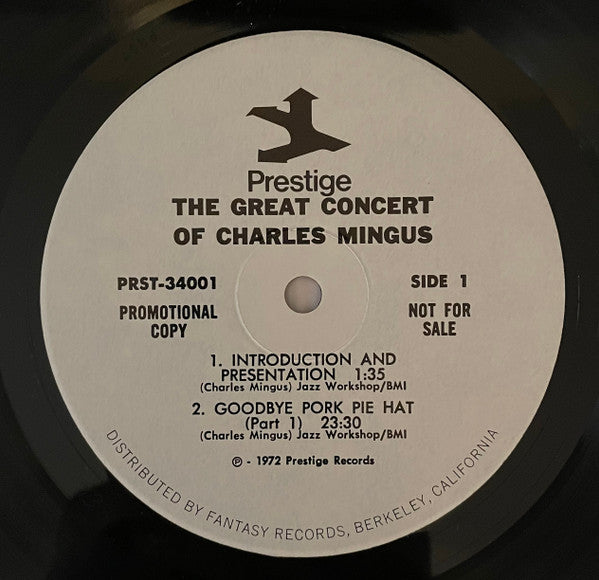 Prestige
THE GREAT CONCERT
OF CHARLES MINGUS
PRST-34001
SIDE 1
PROMOTIONAL
COPY
NOT FOR
SALE
1. INTRODUCTION AND
PRESENTATION 1:35
(Charles Mingus) Jazz Workshop/BMI
2. GOODBYE PORK PIE HAT
(Part 1) 23:30
(Charles Mingus) Jazz Workshop/BMI
℗ - 1972 Prestige Records
DISTRIBUTED BY FANTASY RECORDS, BERKELEY, CALIFORNIA